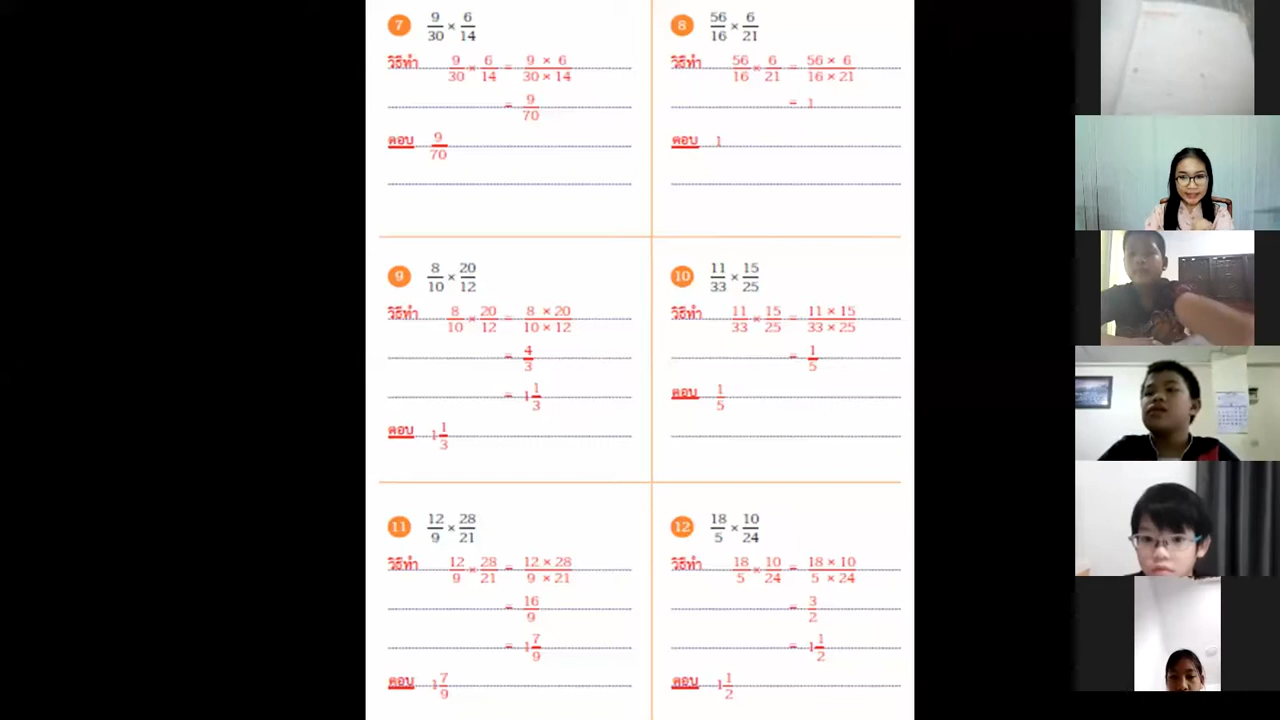 7 9/30 × 6/14
วิธีทำ 9/30 × 6/14 = 9 × 6/30 × 14
= 9/70
ตอบ 9/70
8 56/16 × 6/21
วิธีทำ 56/16 × 6/21 = 56 × 6/16 × 21
= 1
ตอบ 1
9 8/10 × 20/12
วิธีทำ 8/10 × 20/12 = 8 × 20/10 × 12
= 4/3
= 1 1/3
ตอบ 1 1/3
10 11/33 × 15/25
วิธีทำ 11/33 × 15/25 = 11 × 15/33 × 25
= 1/5
ตอบ 1/5
11 12/9 × 28/21
วิธีทำ 12/9 × 28/21 = 12 × 28/9 × 21
= 16/9
= 1 7/9
ตอบ 1 7/9
12 18/5 × 10/24
วิธีทำ 18/5 × 10/24 = 18 × 10/5 × 24
= 3/2
= 1 1/2
ตอบ 1 1/2